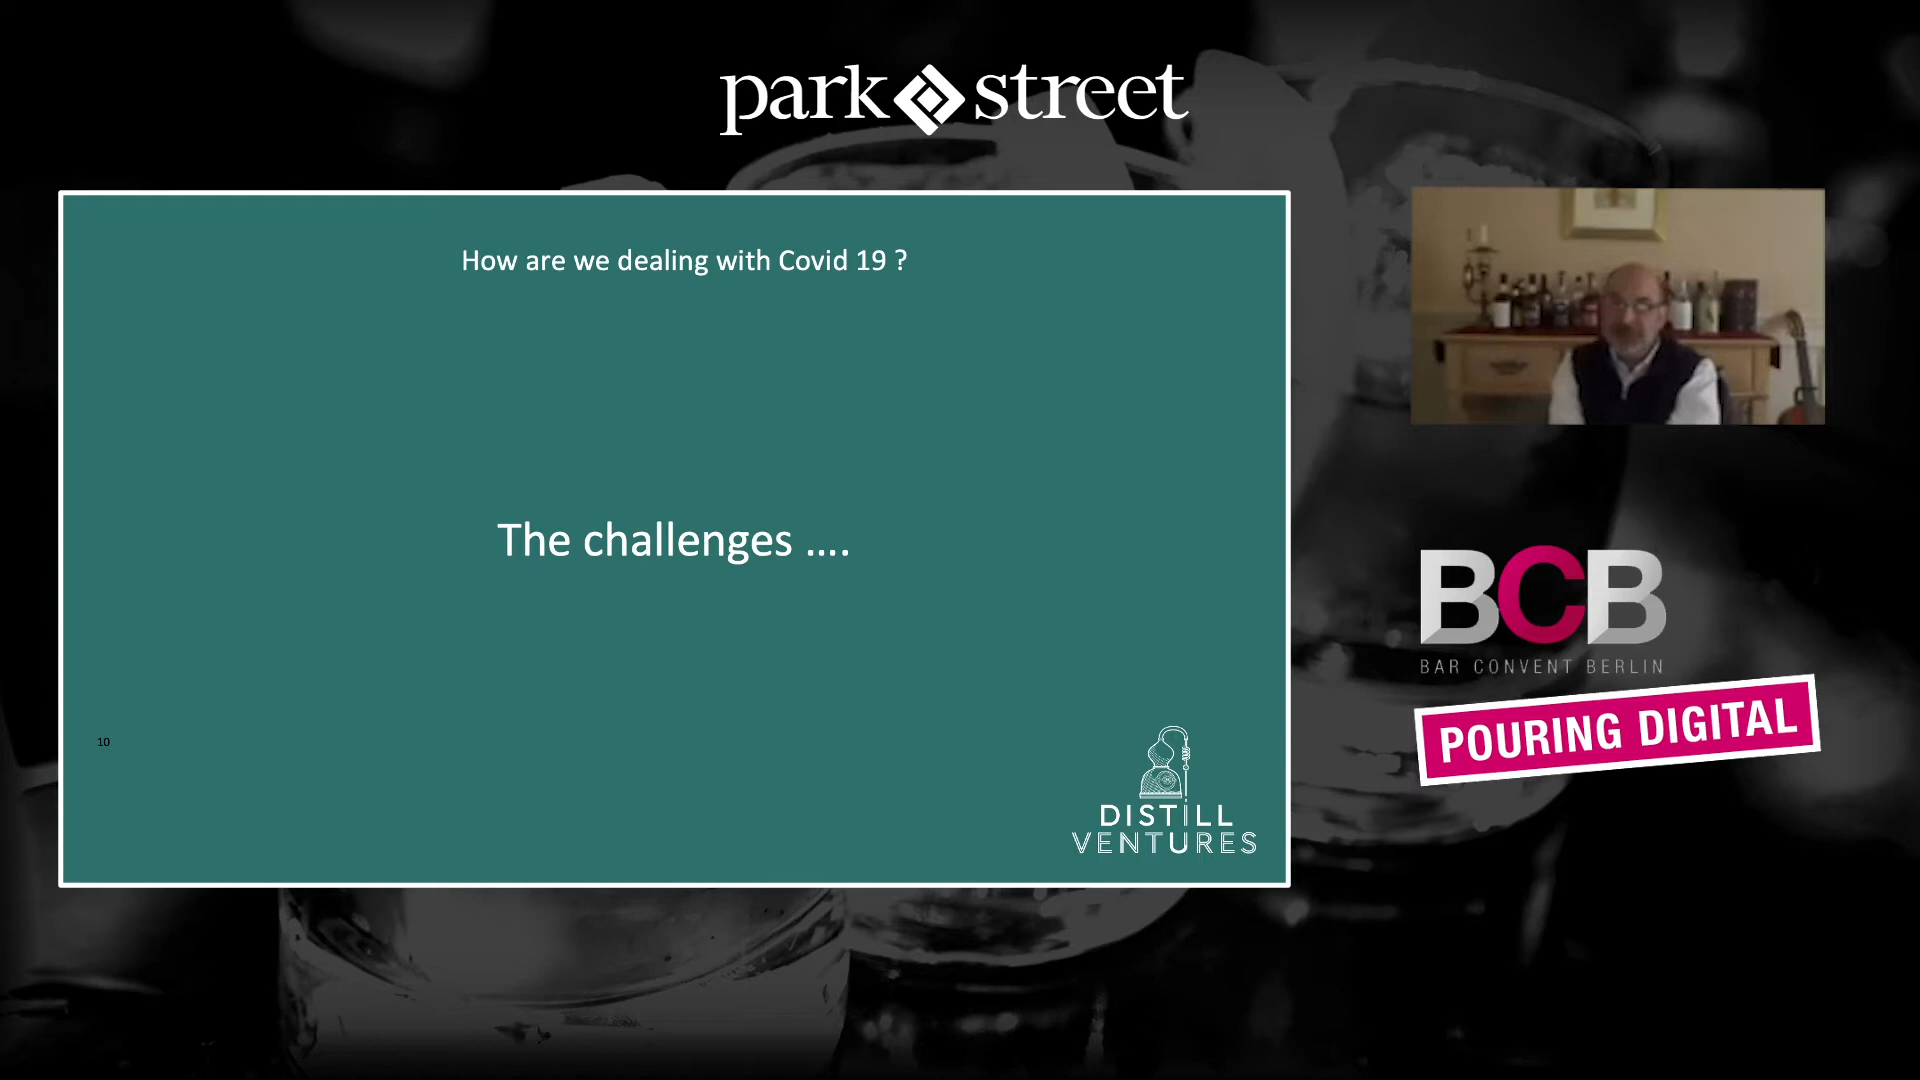 park street
How are we dealing with Covid 19 ?
The challenges ....
10
DISTILL
VENTURES
BCB
BAR CONVENT BERLIN
POURING DIGITAL